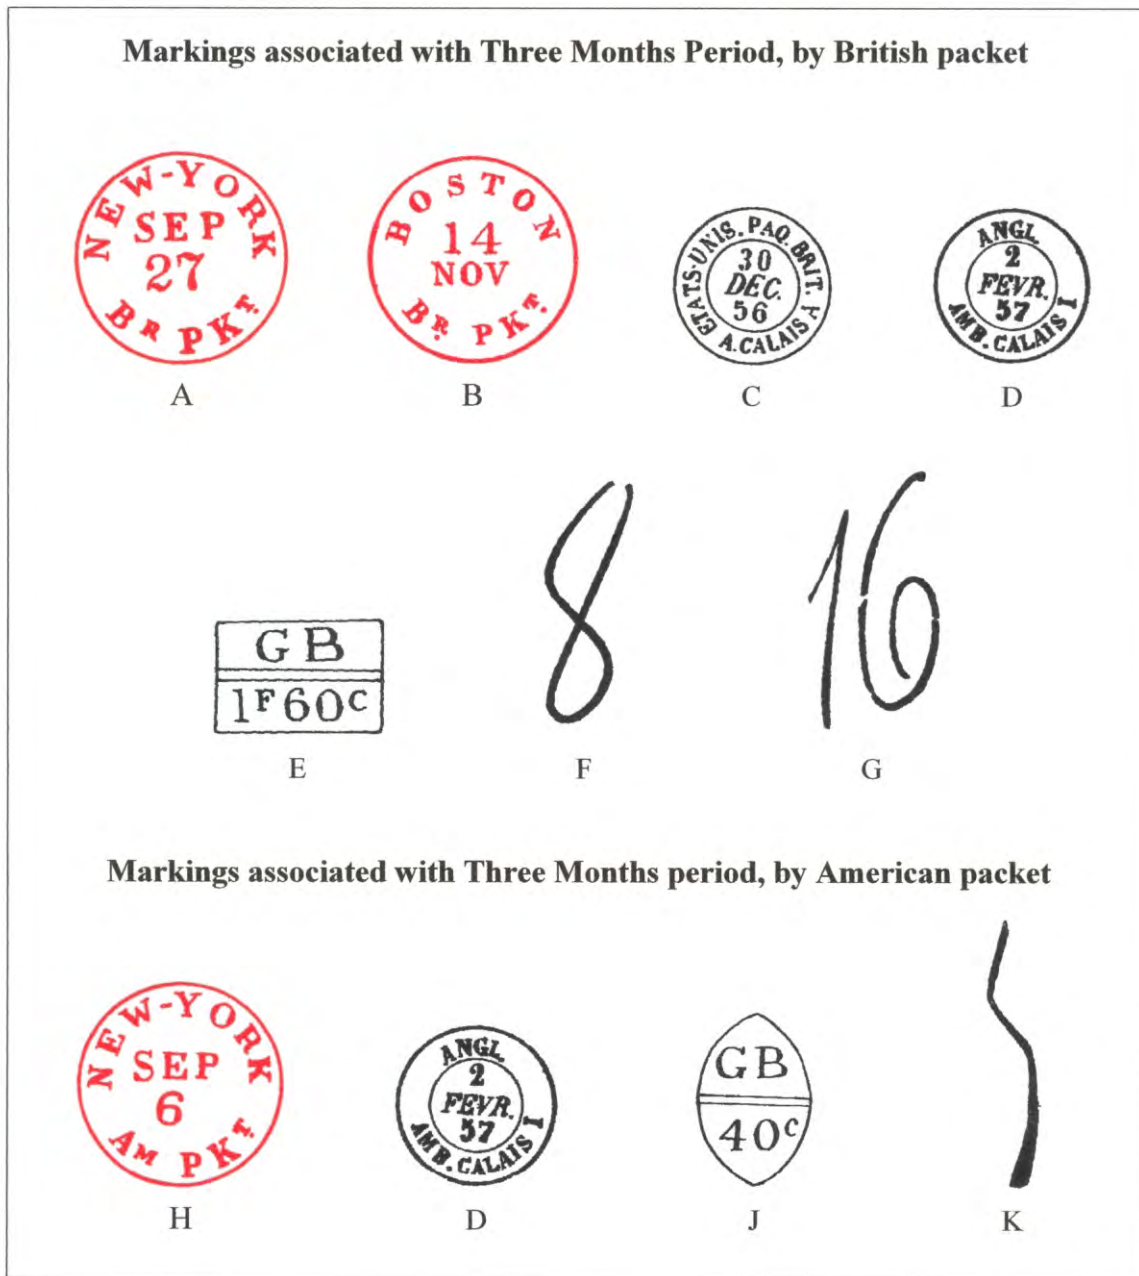 Markings associated with Three Months Period, by British packet
NEW-YORK
SEP
27
BR PKT.
A
BOSTON
14
NOV
BR. PKT.
B
ETATS-UNIS. PAQ. BRIT. A
30
DEC.
56
A. CALAIS
C
ANGL.
2
FEVR.
57
AMB. CALAIS I
D
GB
1F60C
E
8
F
16
G
Markings associated with Three Months period, by American packet
NEW-YORK
SEP
6
AM PKT.
H
ANGL.
2
FEVR.
57
AMB. CALAIS I
D
GB
40c
J
K